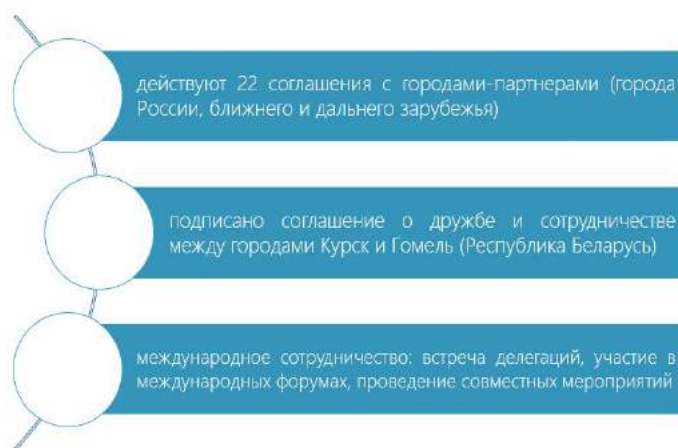 действуют 22 соглашения с городами-партнерами (города
России, ближнего и дальнего зарубежья)
подписано соглашение о дружбе и сотрудничестве
между городами Курск и Гомель (Республика Беларусь)
международное сотрудничество: встреча делегаций, участие в
международных форумах, проведение совместных мероприятий